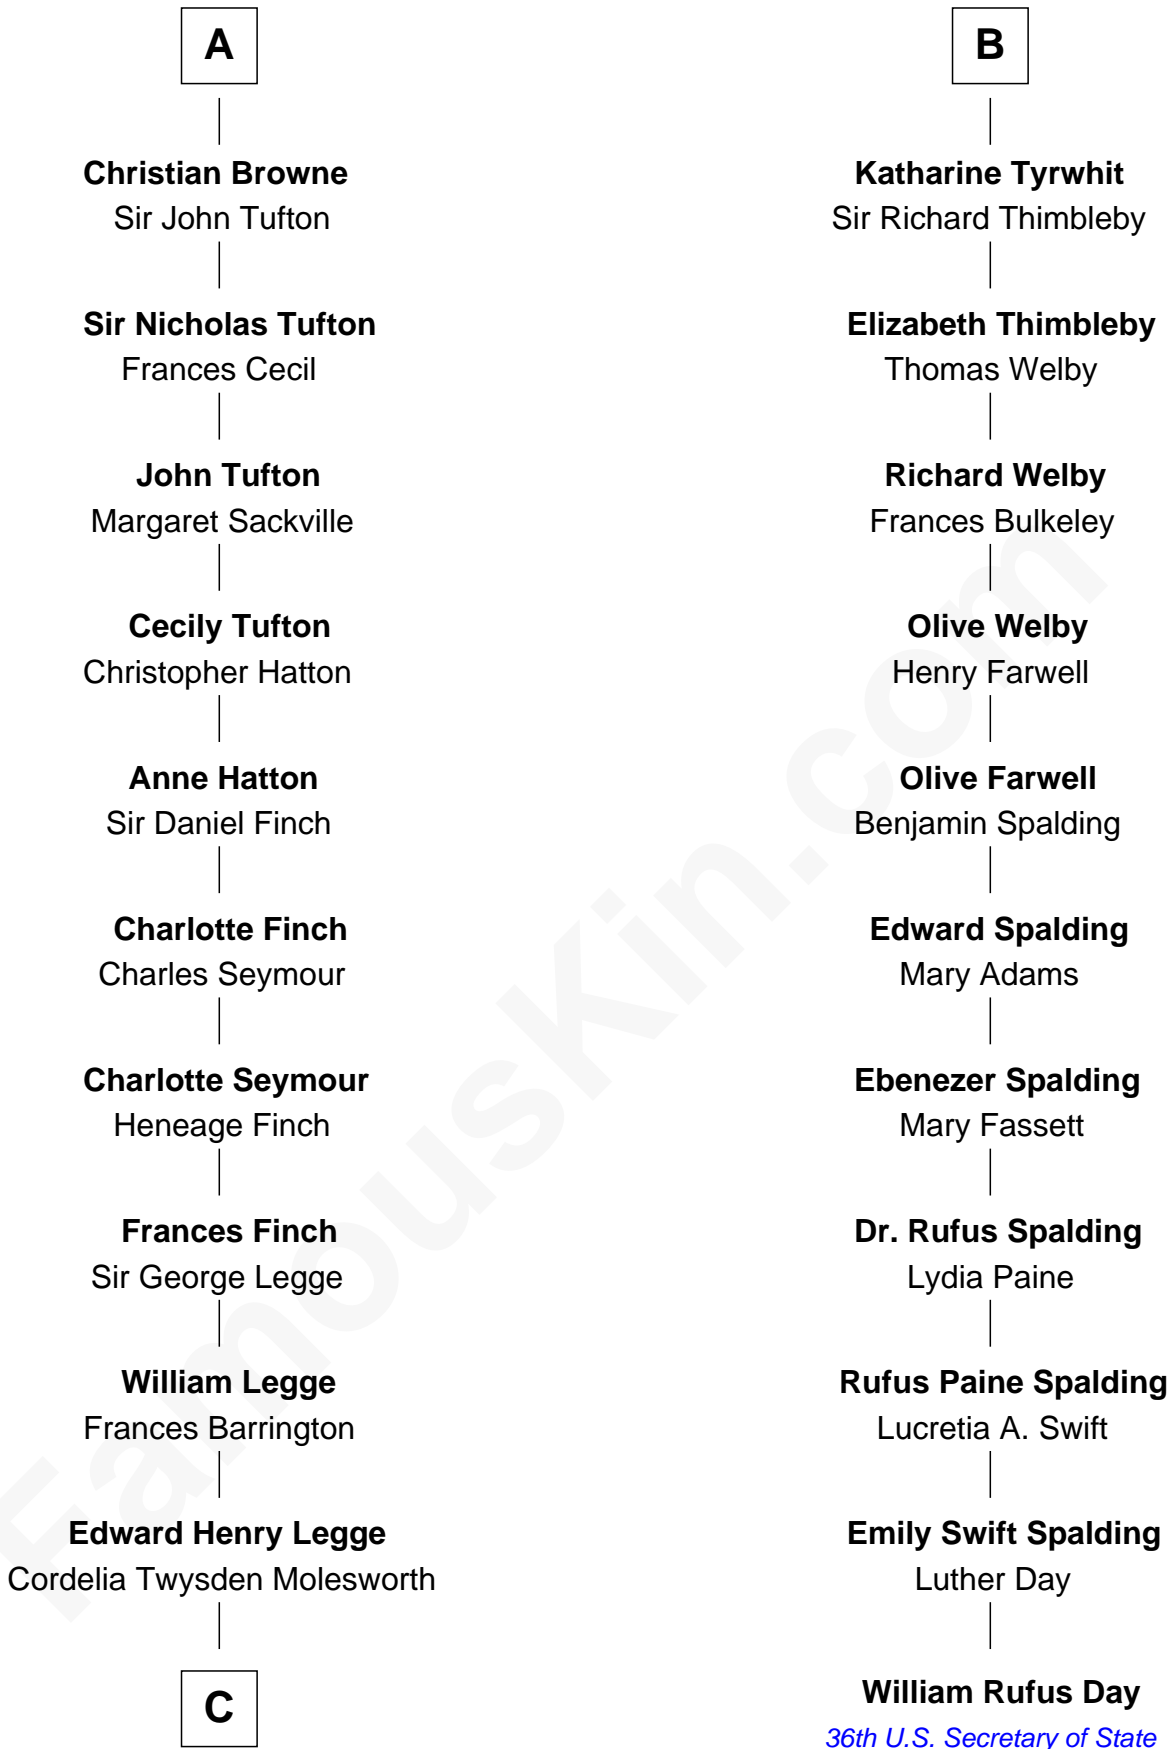 A
Christian Browne
Sir John Tufton
Sir Nicholas Tufton
Frances Cecil
John Tufton
Margaret Sackville
Cecily Tufton
Christopher Hatton
Anne Hatton
Sir Daniel Finch
Charlotte Finch
Charles Seymour
Charlotte Seymour
Heneage Finch
Frances Finch
Sir George Legge
William Legge
Frances Barrington
Edward Henry Legge
Cordelia Twysden Molesworth
C
B
Katharine Tyrwhit
Sir Richard Thimbleby
Elizabeth Thimbleby
Thomas Welby
Richard Welby
Frances Bulkeley
Olive Welby
Henry Farwell
Olive Farwell
Benjamin Spalding
Edward Spalding
Mary Adams
Ebenezer Spalding
Mary Fassett
Dr. Rufus Spalding
Lydia Paine
Rufus Paine Spalding
Lucretia A. Swift
Emily Swift Spalding
Luther Day
William Rufus Day
36th U.S. Secretary of State
FamousKin.com